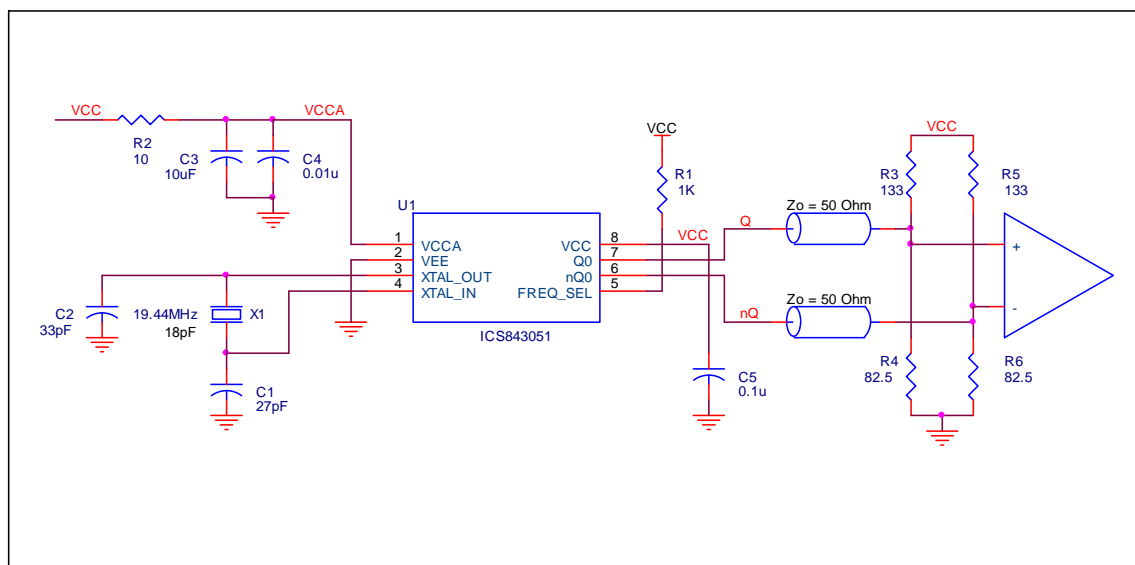 VCC
R2
10
VCCA
C3
10uF
C4
0.01u
U1
1
2
3
4
VCCA
VEE
XTAL_OUT
XTAL_IN
VCC
Q0
nQ0
FREQ_SEL
8
7
6
5
ICS843051
C2
33pF
19.44MHz
18pF
X1
C1
27pF
VCC
R1
1K
VCC
C5
0.1u
Q
Zo = 50 Ohm
nQ
Zo = 50 Ohm
VCC
R3
133
R5
133
R4
82.5
R6
82.5
+
-